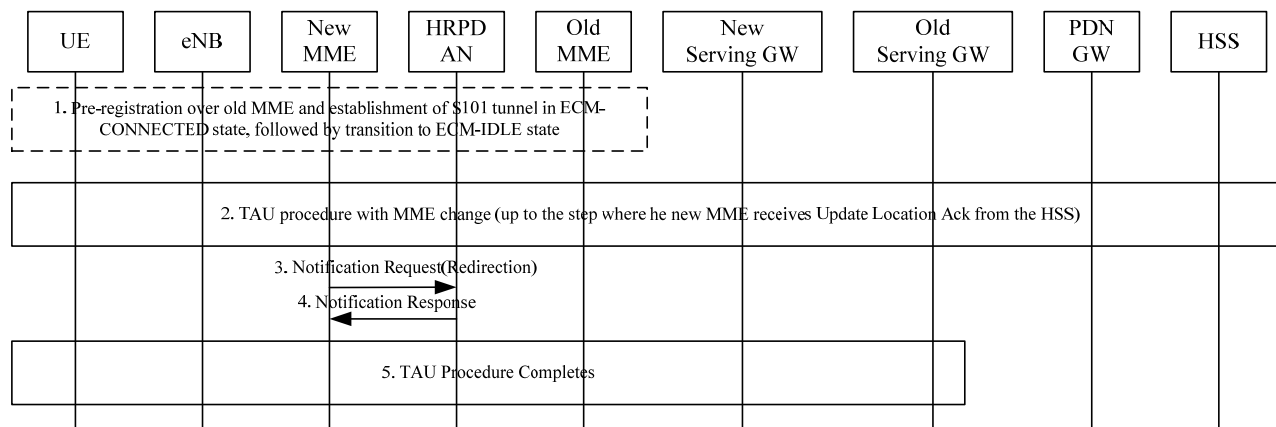 UE
eNB
New
MME
HRPD
AN
Old
MME
New
Serving GW
Old
Serving GW
PDN
GW
HSS
1. Pre-registration over old MME and establishment of S101 tunnel in ECM-
CONNECTED state, followed by transition to ECM-IDLE state
2. TAU procedure with MME change (up to the step where he new MME receives Update Location Ack from the HSS)
3. Notification Request(Redirection)
4. Notification Response
5. TAU Procedure Completes